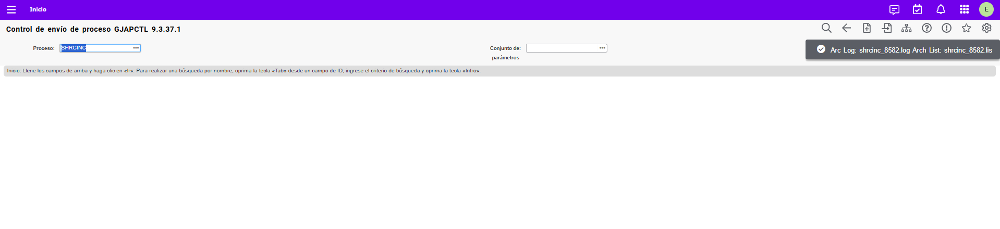 Inicio
E
Control de envío de proceso GJAPCTL 9.3.37.1
Proceso: SHRCINC
Conjunto de: parámetros
Arc Log: shrcinc_8582.log Arch List: shrcinc_8582.lis
Inicio: Llene los campos de arriba y haga clic en «Ir». Para realizar una búsqueda por nombre, oprima la tecla «Tab» desde un campo de ID, ingrese el criterio de búsqueda y oprima la tecla «Intro».